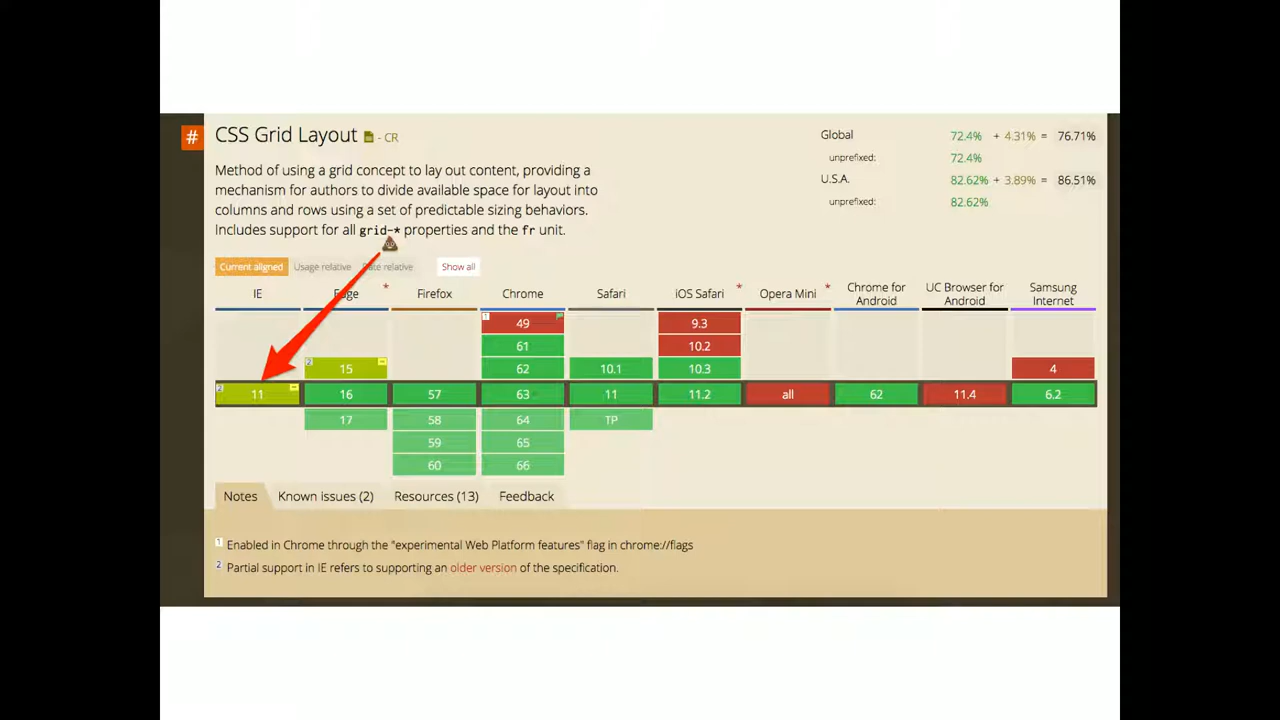 # CSS Grid Layout - CR
Method of using a grid concept to lay out content, providing a
mechanism for authors to divide available space for layout into
columns and rows using a set of predictable sizing behaviors.
Includes support for all grid-* properties and the fr unit.
Global 72.4% + 4.31% = 76.71%
unprefixed: 72.4%
U.S.A. 82.62% + 3.89% = 86.51%
unprefixed: 82.62%
Current aligned Usage relative Date relative Show all
IE Edge * Firefox Chrome Safari iOS Safari * Opera Mini * Chrome for Android UC Browser for Android Samsung Internet
1 49 9.3
61 10.2
2 15 62 10.1 10.3 4
2 11 16 57 63 11 11.2 all 62 11.4 6.2
17 58 64 TP
59 65
60 66
Notes Known issues (2) Resources (13) Feedback
1 Enabled in Chrome through the "experimental Web Platform features" flag in chrome://flags
2 Partial support in IE refers to supporting an older version of the specification.